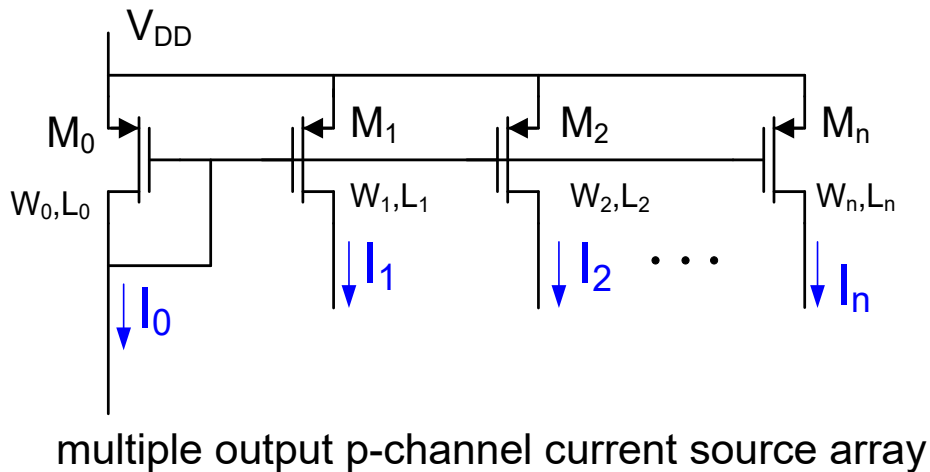 V_DD
M₀ M₁ M₂ Mₙ
W₀,L₀ W₁,L₁ W₂,L₂ Wₙ,Lₙ
I₀ I₁ I₂ • • • Iₙ
multiple output p-channel current source array